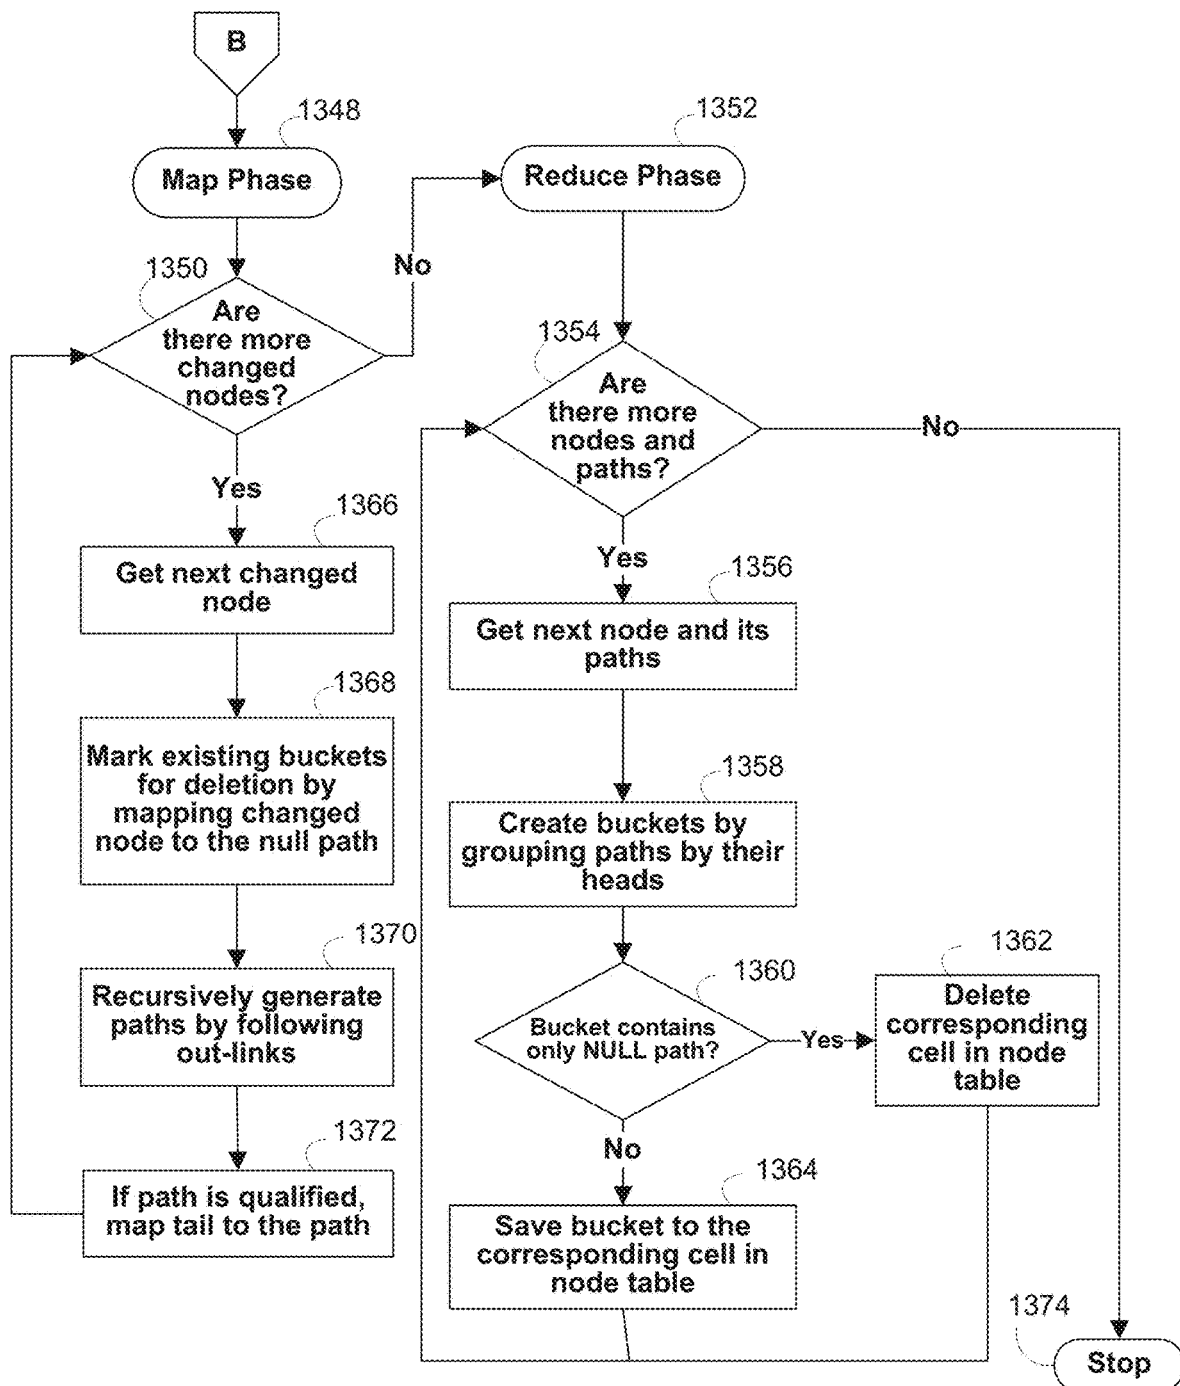 B
1348
Map Phase
1350
Are
there more
changed
nodes?
No
Yes
1366
Get next changed
node
1368
Mark existing buckets
for deletion by
mapping changed
node to the null path
1370
Recursively generate
paths by following
out-links
1372
If path is qualified,
map tail to the path
1352
Reduce Phase
1354
Are
there more
nodes and
paths?
No
Yes
1356
Get next node and its
paths
1358
Create buckets by
grouping paths by their
heads
1360
Bucket contains
only NULL path?
Yes
1362
Delete
corresponding
cell in node
table
No
1364
Save bucket to the
corresponding cell in
node table
1374
Stop